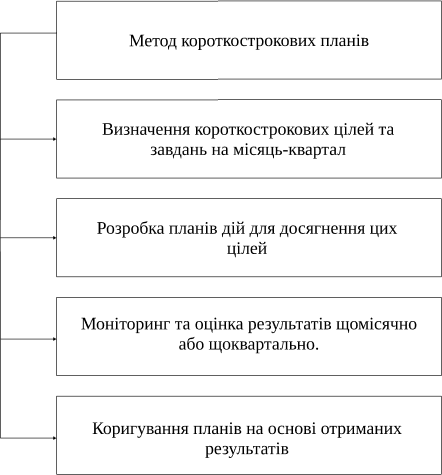 Метод короткострокових планів
Визначення короткострокових цілей та
завдань на місяць-квартал
Розробка планів дій для досягнення цих
цілей
Моніторинг та оцінка результатів щомісячно
або щоквартально.
Коригування планів на основі отриманих
результатів